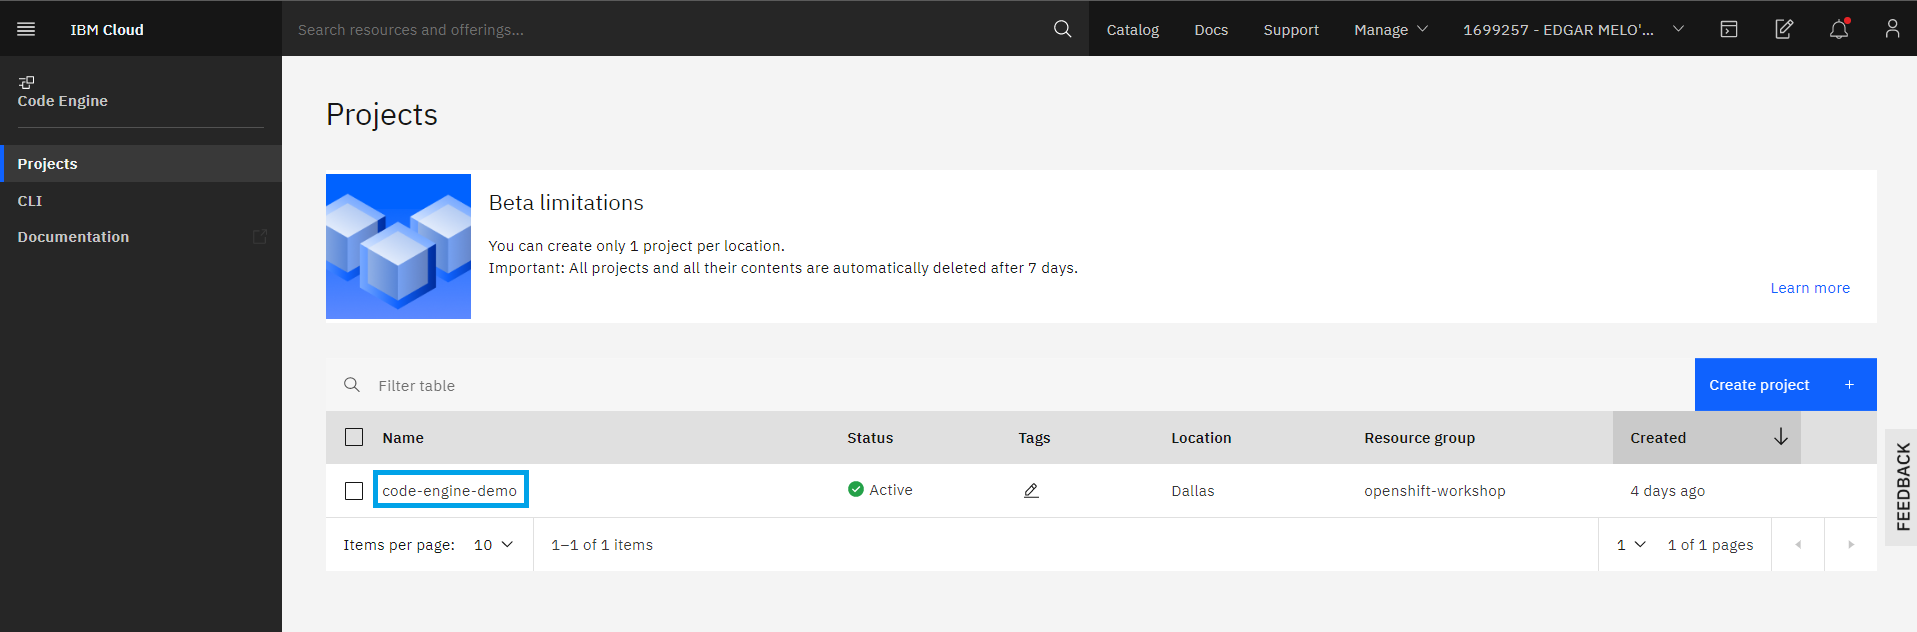 IBM Cloud
Search resources and offerings...
Catalog
Docs
Support
Manage
1699257 - EDGAR MELO'...
Code Engine
Projects
CLI
Documentation
Projects
Beta limitations
You can create only 1 project per location.
Important: All projects and all their contents are automatically deleted after 7 days.
Learn more
Filter table
Create project +
Name Status Tags Location Resource group Created
code-engine-demo Active Dallas openshift-workshop 4 days ago
Items per page: 10 1–1 of 1 items 1 1 of 1 pages
FEEDBACK